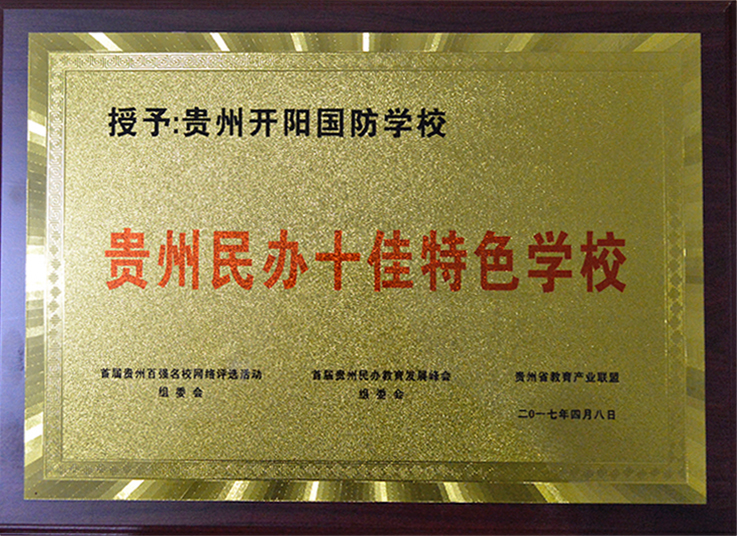 授予:贵州开阳国防学校
贵州民办十佳特色学校
首届贵州百强名校网络评选活动
组委会
首届贵州民办教育发展峰会
组委会
贵州省教育产业联盟
二0一七年四月八日